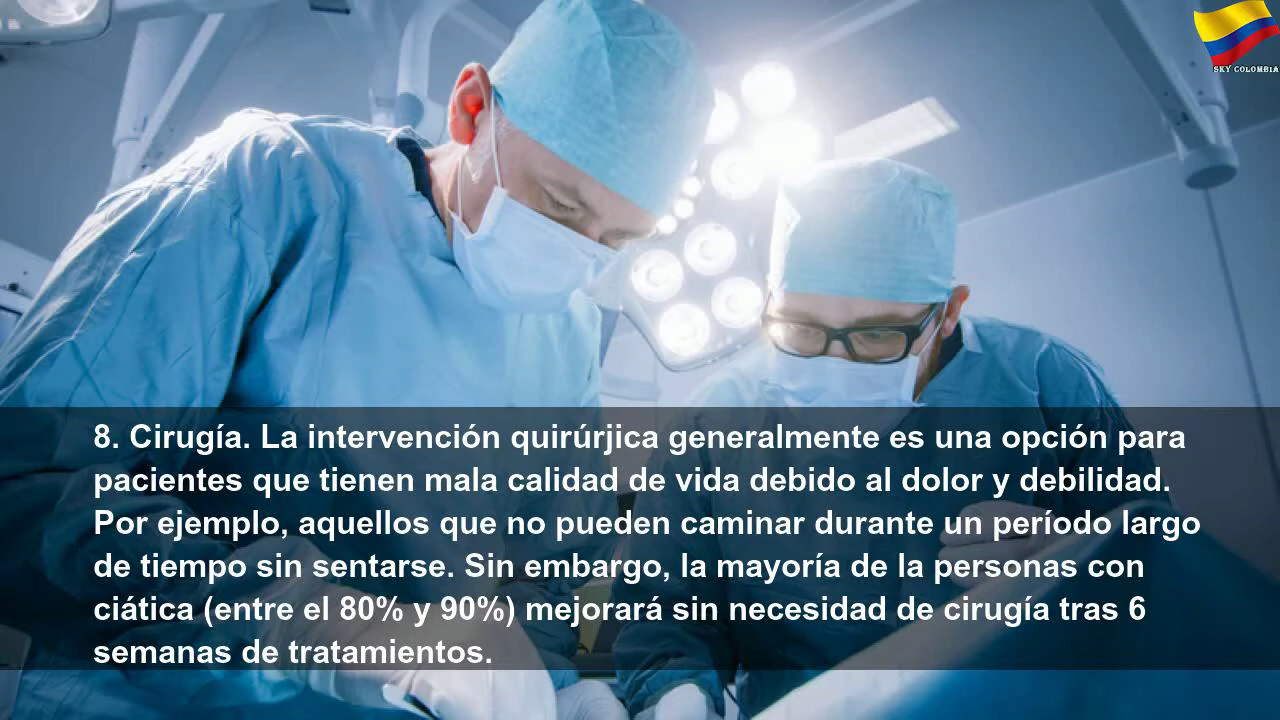 SKY COLOMBIA
8. Cirugía. La intervención quirúrjica generalmente es una opción para
pacientes que tienen mala calidad de vida debido al dolor y debilidad.
Por ejemplo, aquellos que no pueden caminar durante un período largo
de tiempo sin sentarse. Sin embargo, la mayoría de la personas con
ciática (entre el 80% y 90%) mejorará sin necesidad de cirugía tras 6
semanas de tratamientos.